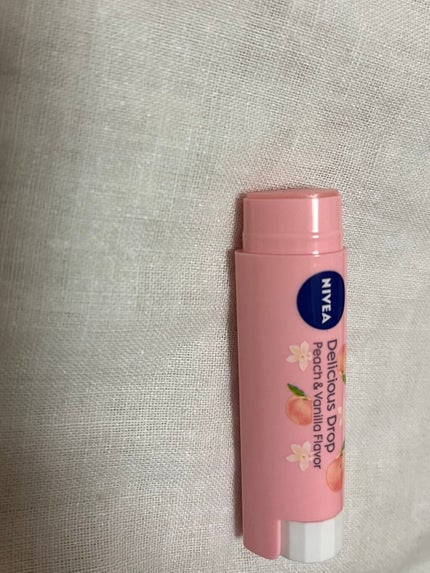 NIVEA
Delicious Drop
Peach & Vanilla Flavor